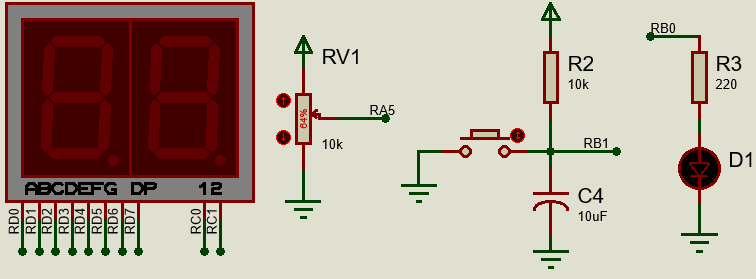 ABCDEFG DP 12
RD0
RD1
RD2
RD3
RD4
RD5
RD6
RD7
RC0
RC1
RV1
64%
10k
RA5
R2
10k
RB1
C4
10uF
RB0
R3
220
D1